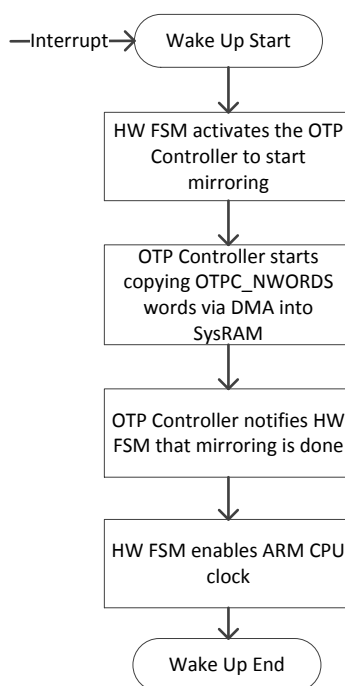 Interrupt
Wake Up Start
HW FSM activates the OTP
Controller to start
mirroring
OTP Controller starts
copying OTPC_NWORDS
words via DMA into
SysRAM
OTP Controller notifies HW
FSM that mirroring is done
HW FSM enables ARM CPU
clock
Wake Up End